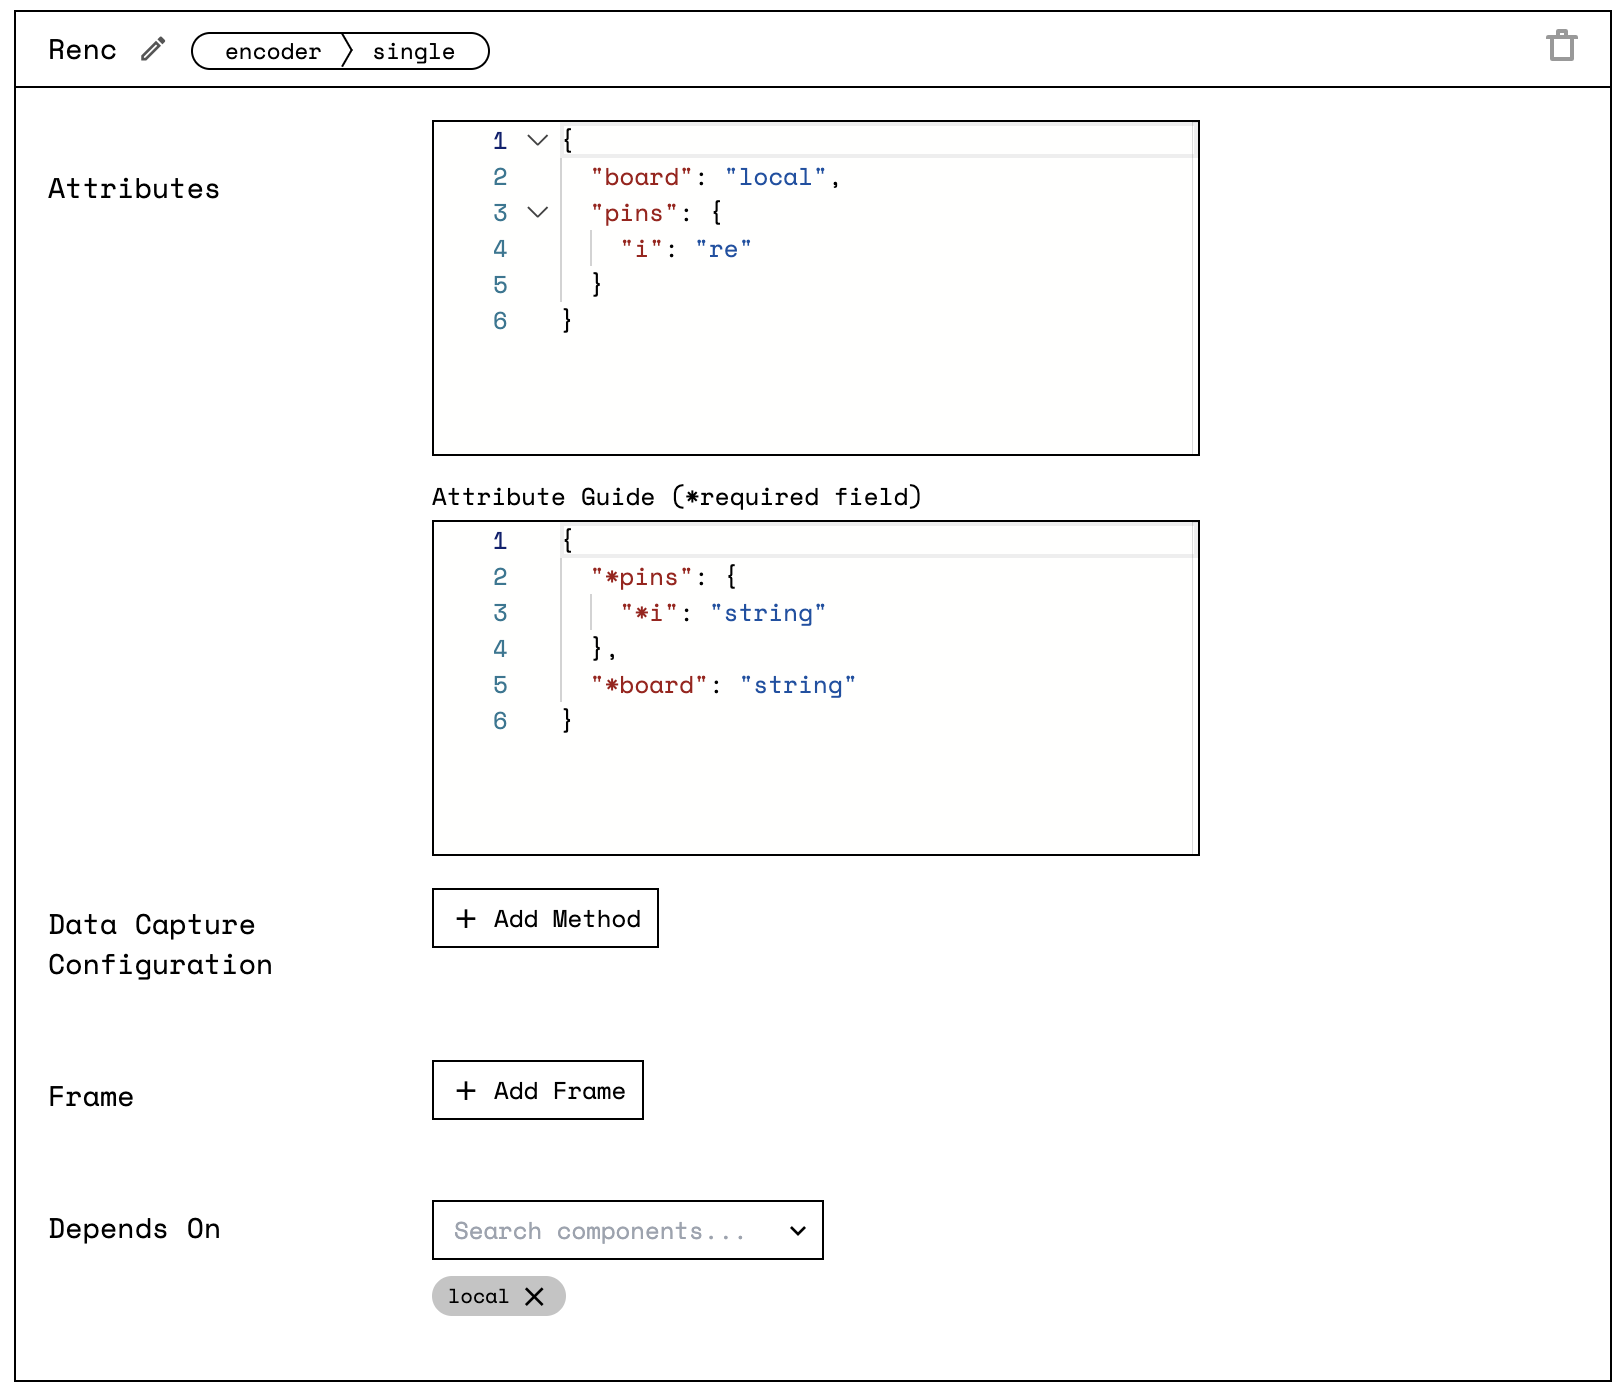 Renc encoder single
Attributes
1 {
2 "board": "local",
3 "pins": {
4 "i": "re"
5 }
6 }
Attribute Guide (*required field)
1 {
2 "*pins": {
3 "*i": "string"
4 },
5 "*board": "string"
6 }
Data Capture
Configuration
+ Add Method
Frame
+ Add Frame
Depends On
Search components...
local